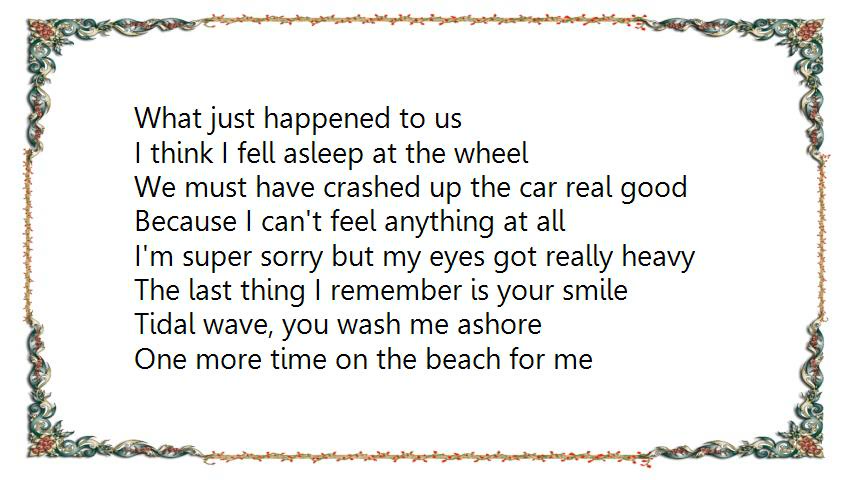 What just happened to us
I think I fell asleep at the wheel
We must have crashed up the car real good
Because I can't feel anything at all
I'm super sorry but my eyes got really heavy
The last thing I remember is your smile
Tidal wave, you wash me ashore
One more time on the beach for me